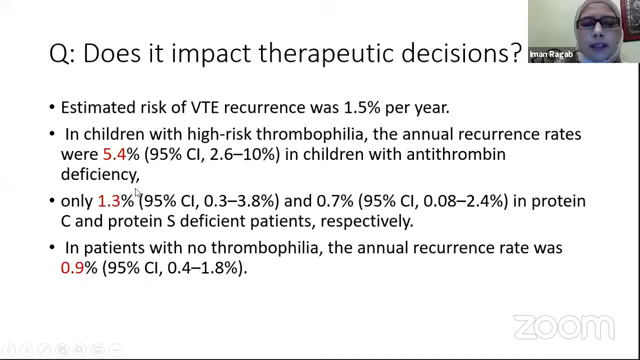 Q: Does it impact therapeutic decisions?
Iman Ragab
• Estimated risk of VTE recurrence was 1.5% per year.
• In children with high-risk thrombophilia, the annual recurrence rates
were 5.4% (95% CI, 2.6–10%) in children with antithrombin
deficiency,
• only 1.3% (95% CI, 0.3–3.8%) and 0.7% (95% CI, 0.08–2.4%) in protein
C and protein S deficient patients, respectively.
• In patients with no thrombophilia, the annual recurrence rate was
0.9% (95% CI, 0.4–1.8%).
zoom